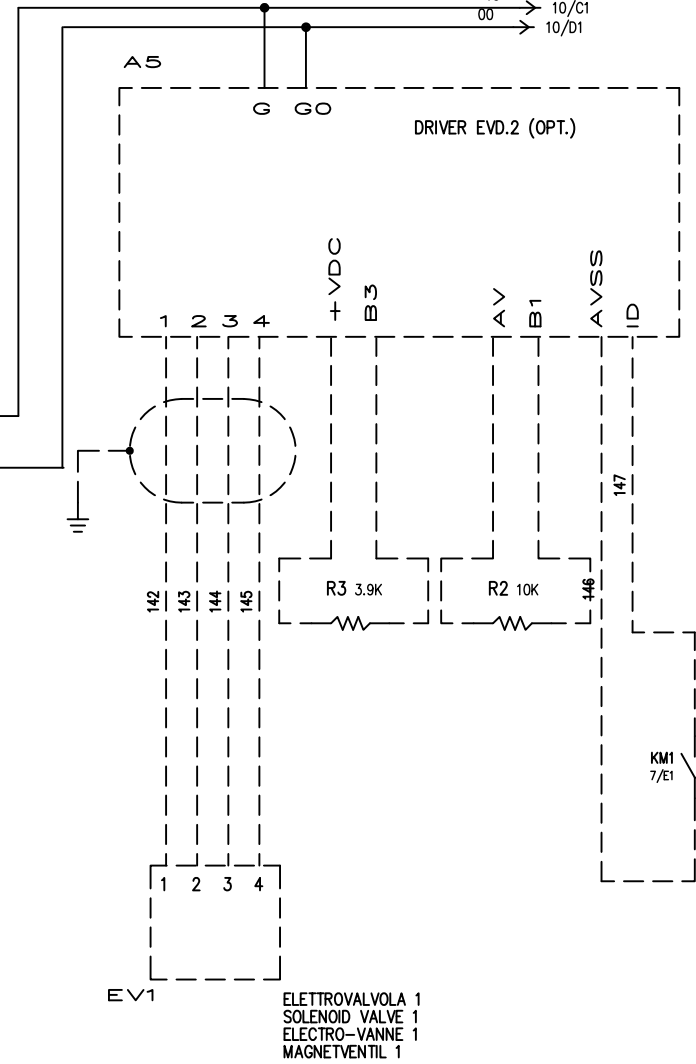 10/C1
00
10/D1
A5
G
G0
DRIVER EVD.2 (OPT.)
1
2
3
4
+VDC
B3
AV
B1
AVSS
ID
147
142
143
144
145
R3 3.9K
R2 10K
146
KM1
7/E1
1
2
3
4
EV1
ELETTROVALVOLA 1
SOLENOID VALVE 1
ELECTRO-VANNE 1
MAGNETVENTIL 1